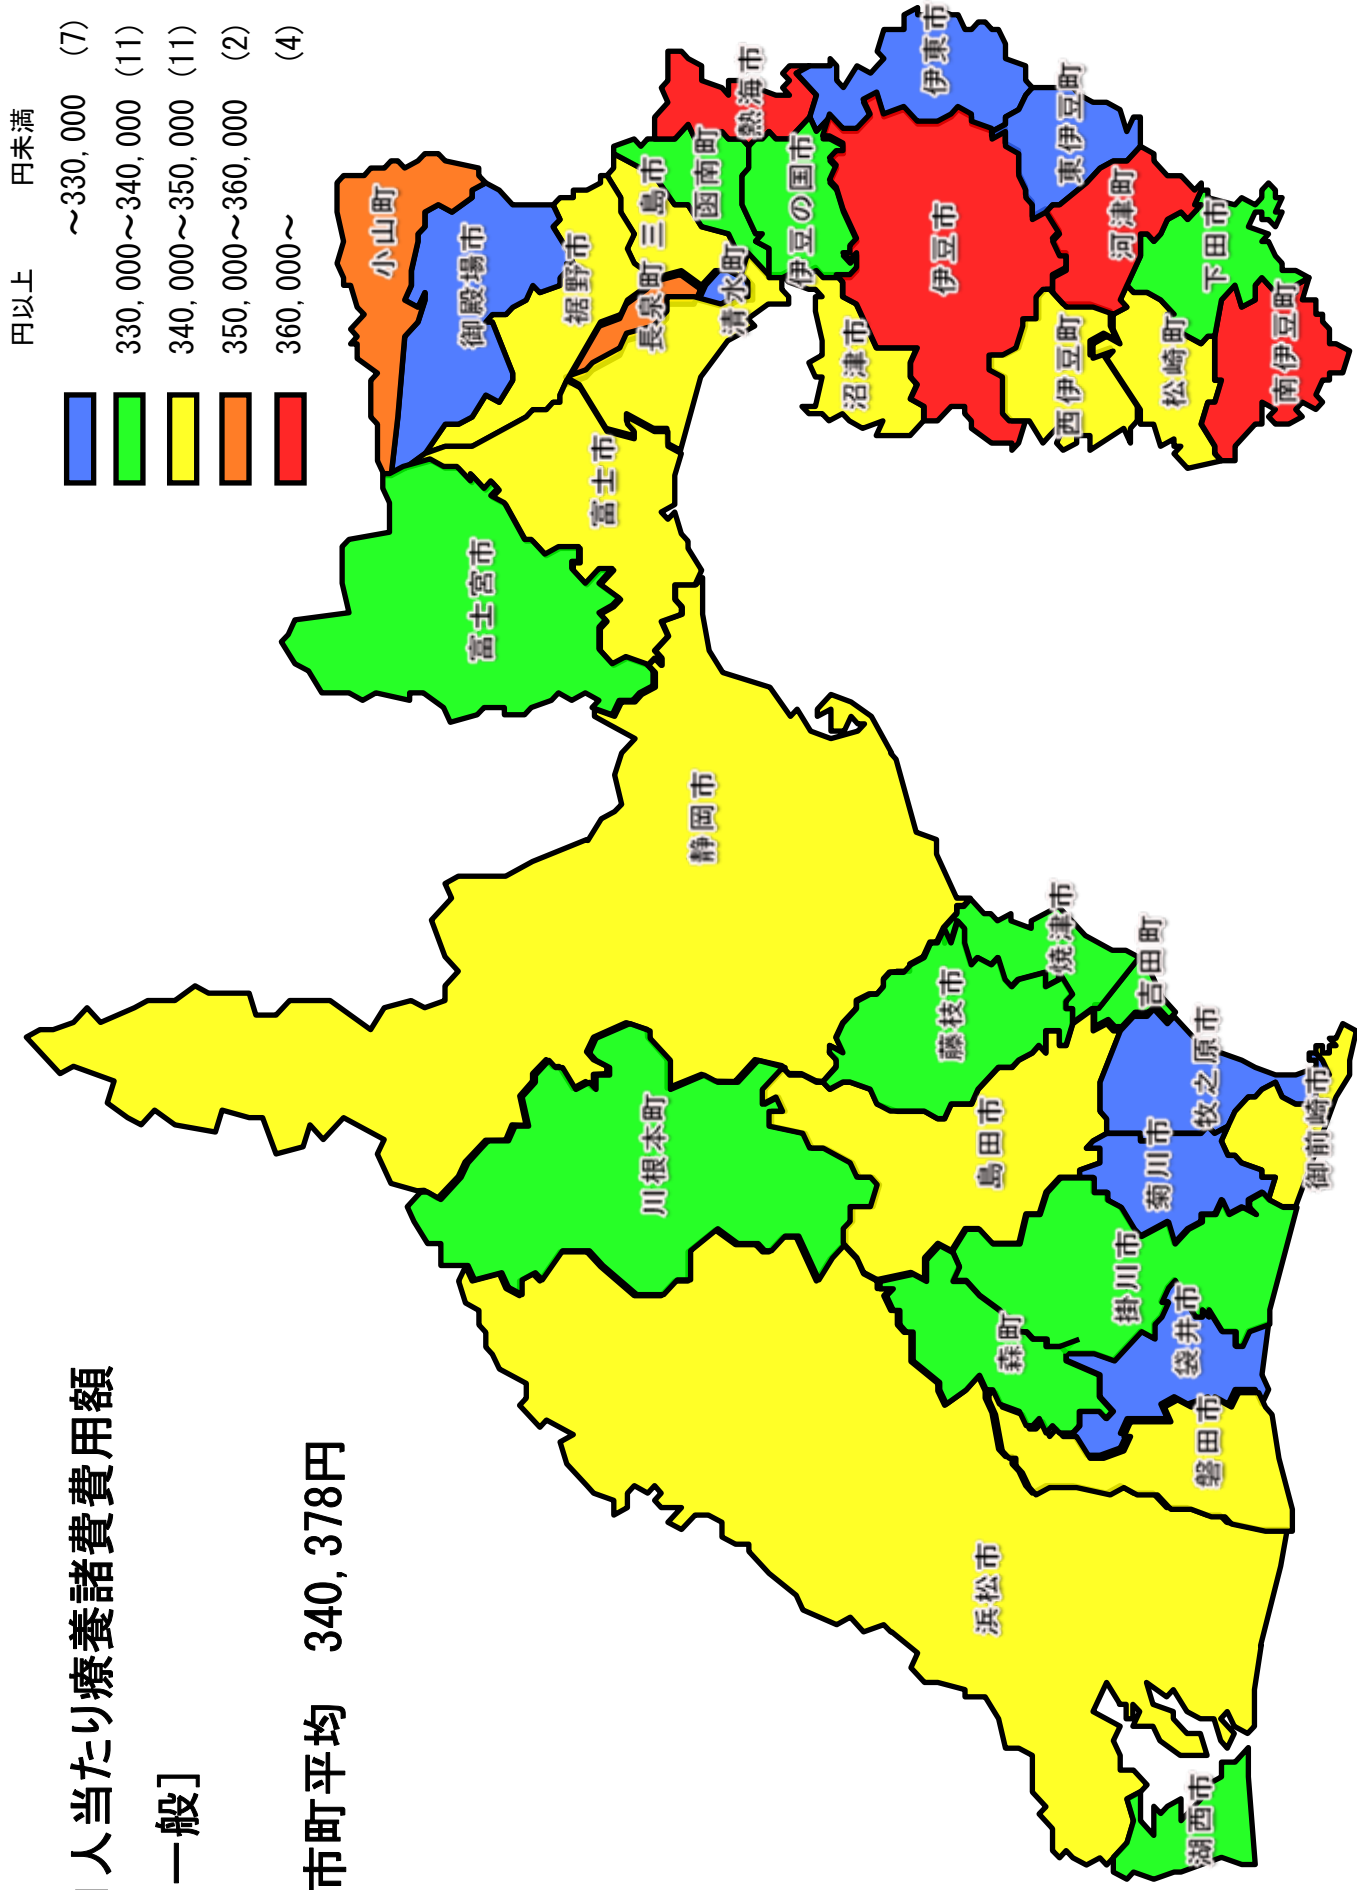 人当たり療養諸費費用額
一般]
市町平均 340,378円
円以上 円未満
～330,000 (7)
330,000～340,000 (11)
340,000～350,000 (11)
350,000～360,000 (2)
360,000～ (4)
小山町
御殿場市
裾野市
三島市
長泉町
清水町
函南町
熱海市
伊豆の国市
沼津市
伊東市
伊豆市
東伊豆町
河津町
西伊豆町
松崎町
下田市
南伊豆町
富士市
富士宮市
静岡市
焼津市
藤枝市
吉田町
川根本町
島田市
牧之原市
菊川市
御前崎市
掛川市
森町
袋井市
磐田市
浜松市
湖西市